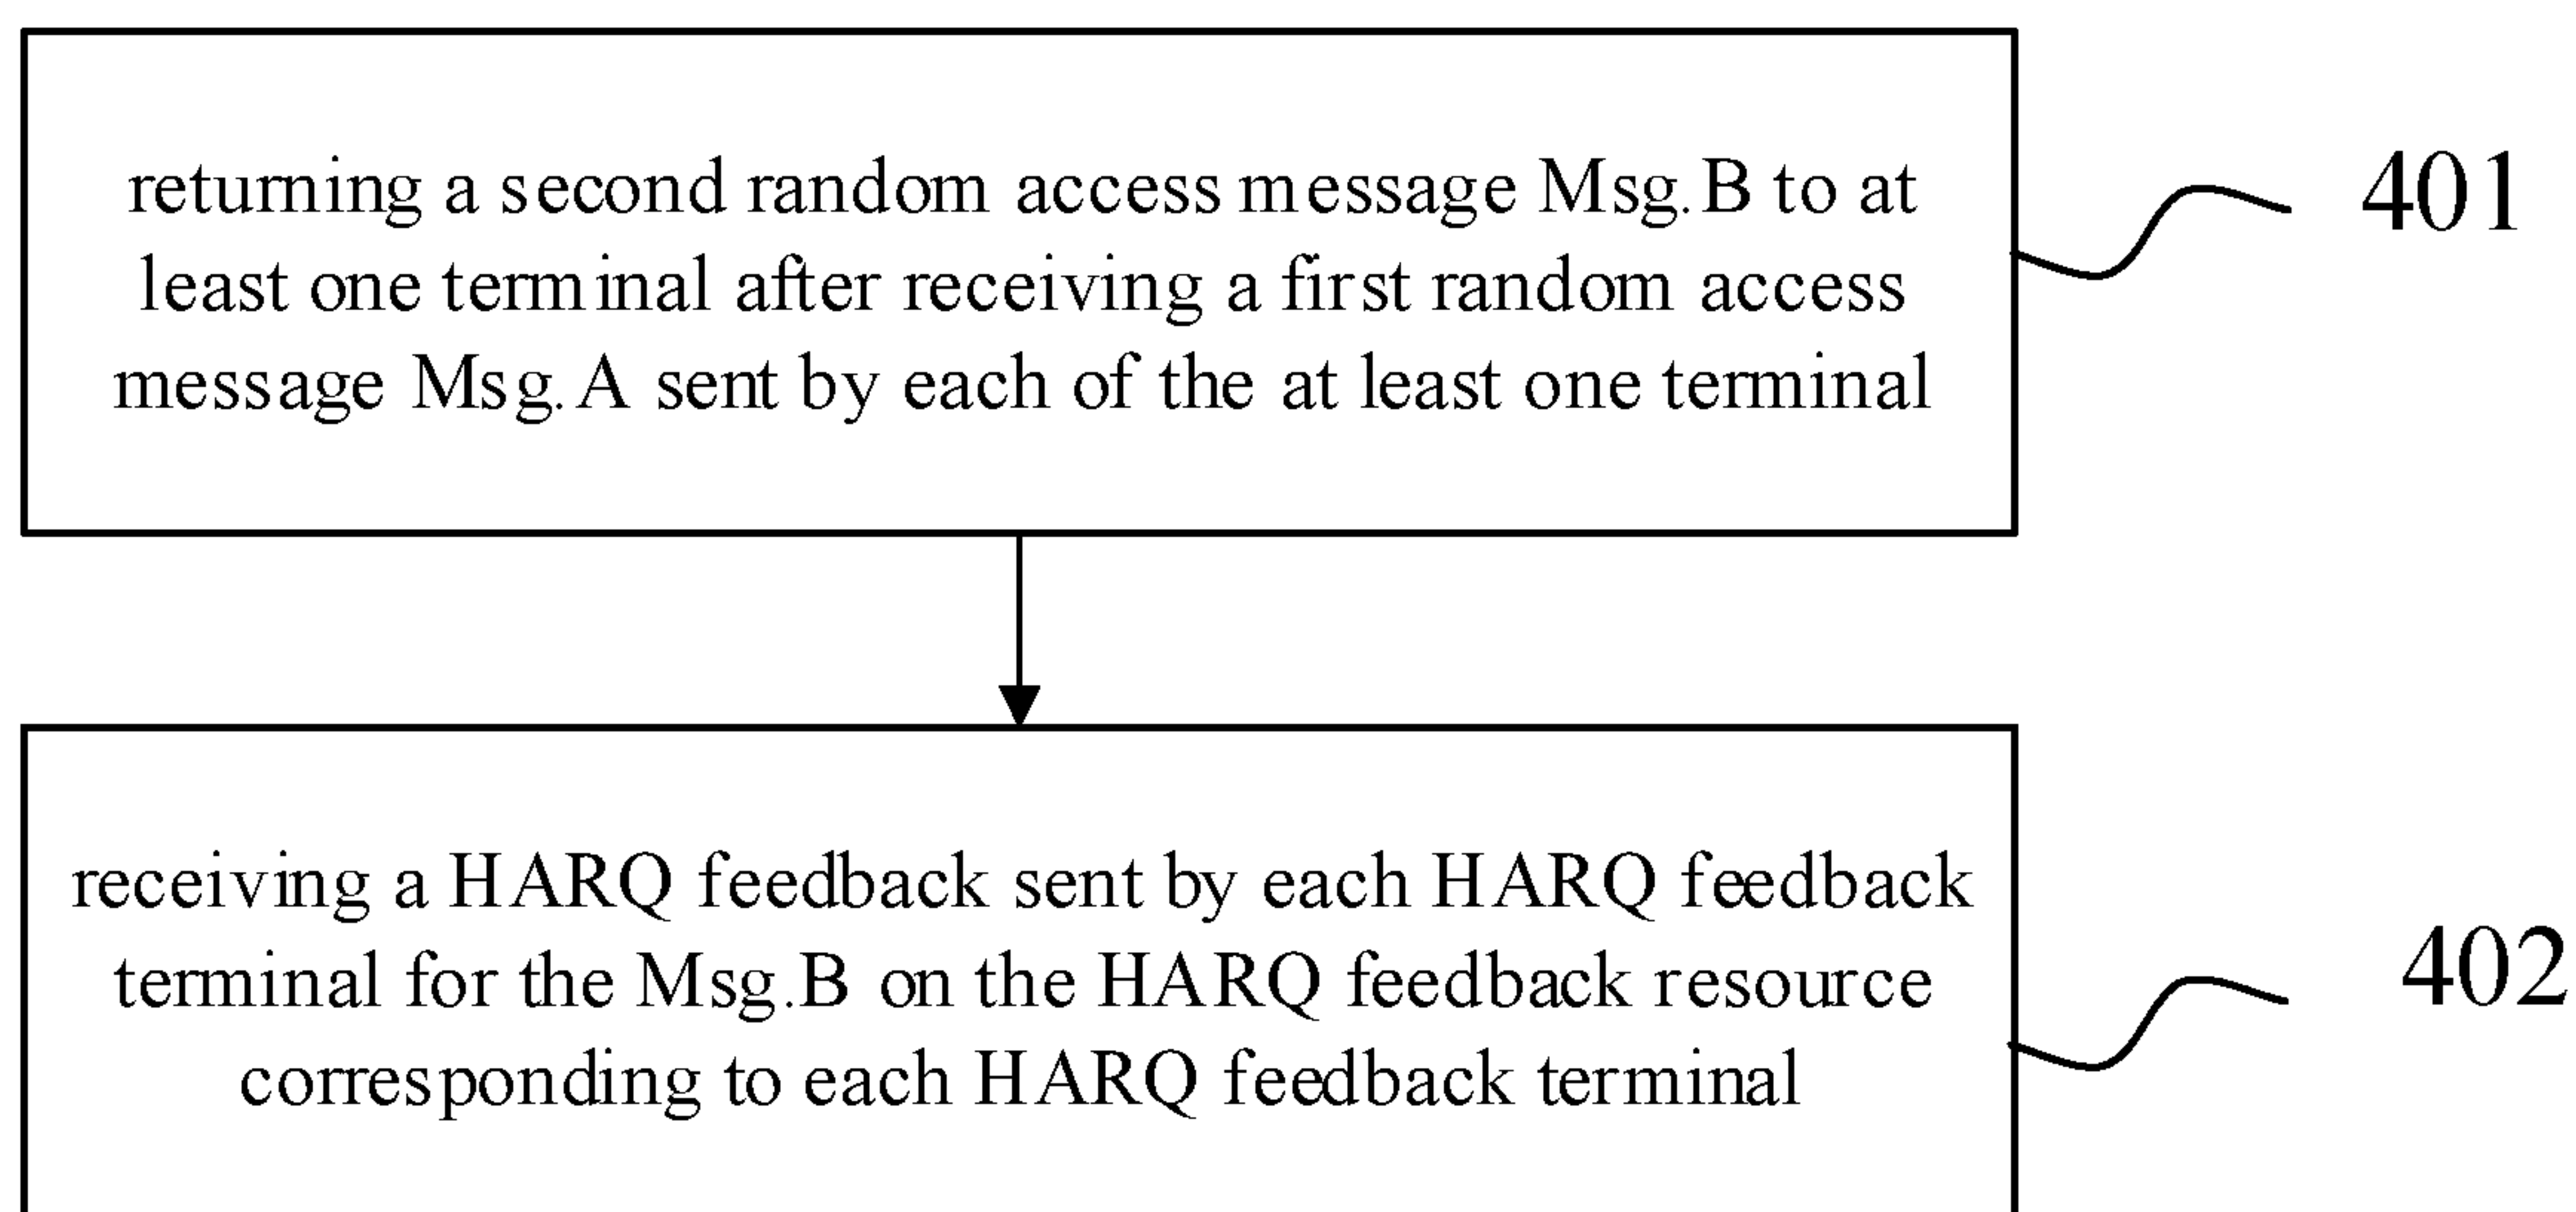 returning a second random access message Msg.B to at
least one terminal after receiving a first random access
message Msg.A sent by each of the at least one terminal
401
receiving a HARQ feedback sent by each HARQ feedback
terminal for the Msg.B on the HARQ feedback resource
corresponding to each HARQ feedback terminal
402